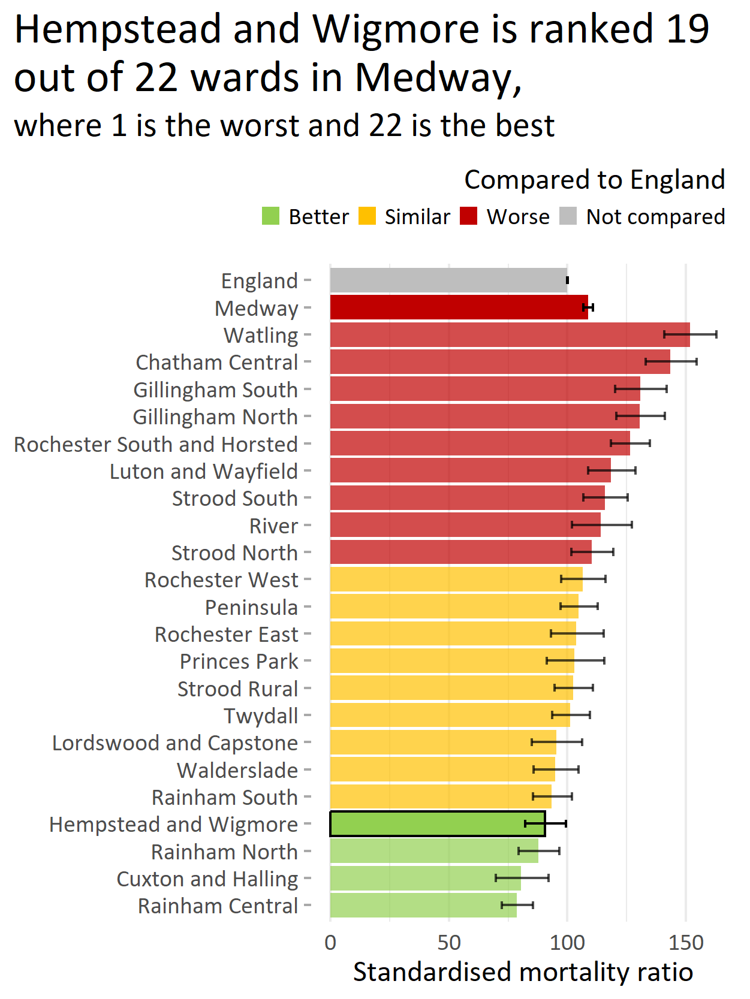 Hempstead and Wigmore is ranked 19
out of 22 wards in Medway,
where 1 is the worst and 22 is the best
Compared to England
Better Similar Worse Not compared
England
Medway
Watling
Chatham Central
Gillingham South
Gillingham North
Rochester South and Horsted
Luton and Wayfield
Strood South
River
Strood North
Rochester West
Peninsula
Rochester East
Princes Park
Strood Rural
Twydall
Lordswood and Capstone
Walderslade
Rainham South
Hempstead and Wigmore
Rainham North
Cuxton and Halling
Rainham Central
0 50 100 150
Standardised mortality ratio